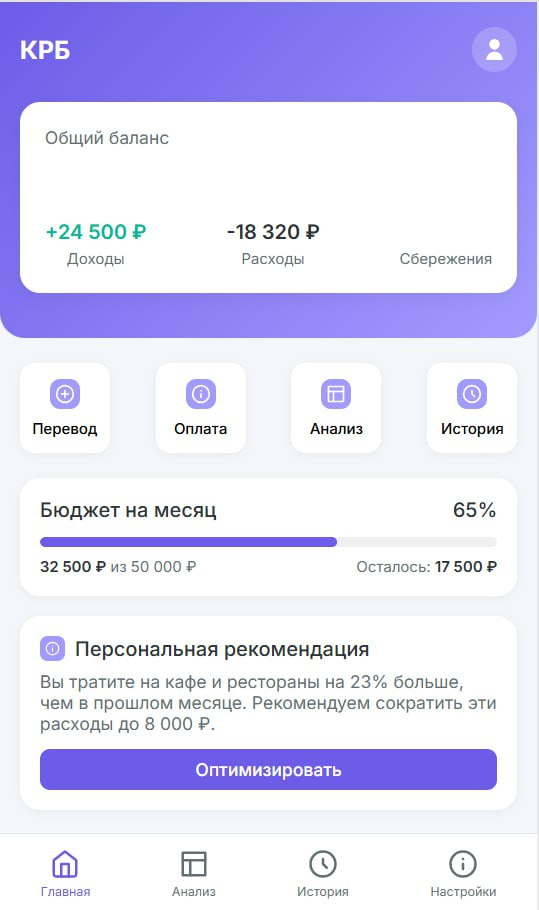 КРБ
Общий баланс
+24 500 ₽
-18 320 ₽
Доходы
Расходы
Сбережения
Перевод
Оплата
Анализ
История
Бюджет на месяц
65%
32 500 ₽ из 50 000 ₽
Осталось: 17 500 ₽
Персональная рекомендация
Вы тратите на кафе и рестораны на 23% больше,
чем в прошлом месяце. Рекомендуем сократить эти
расходы до 8 000 ₽.
Оптимизировать
Главная
Анализ
История
Настройки